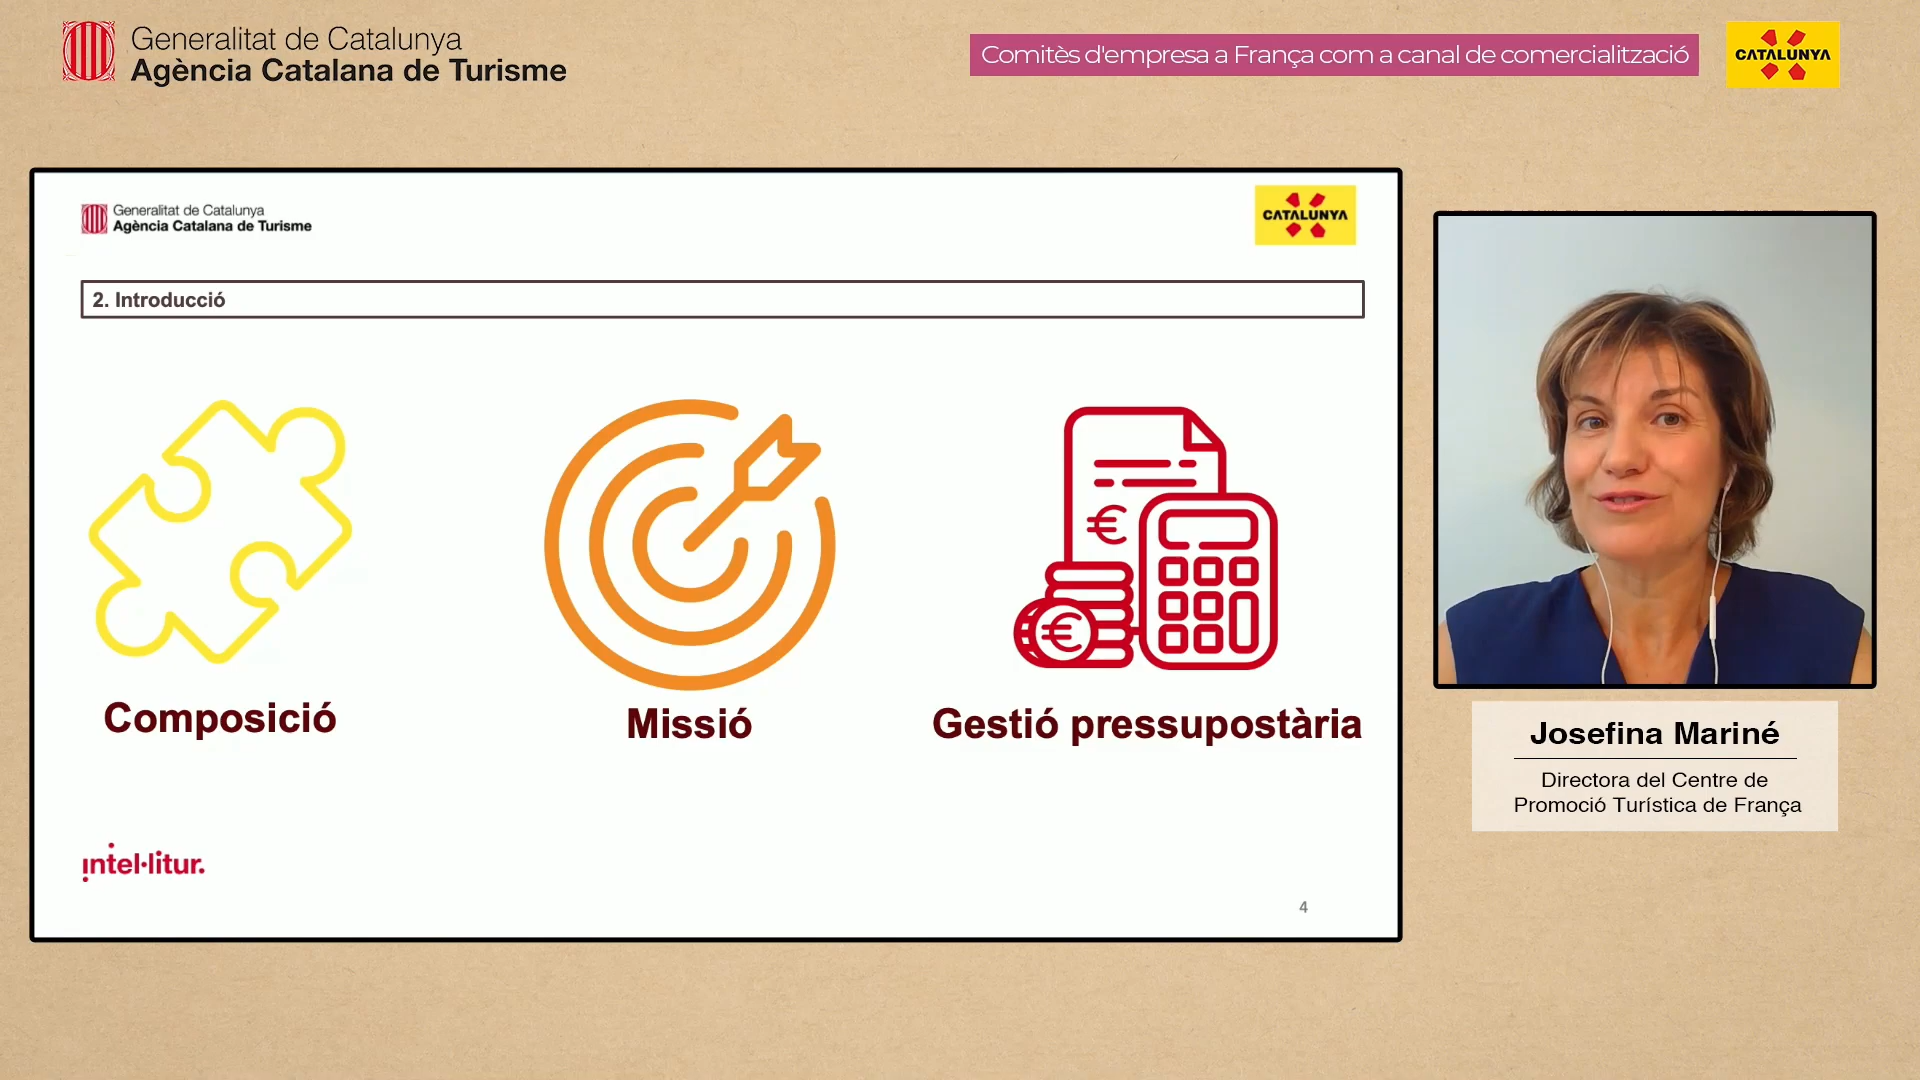 Generalitat de Catalunya
Agència Catalana de Turisme
Comitès d'empresa a França com a canal de comercialització
CATALUNYA
Generalitat de Catalunya
Agència Catalana de Turisme
CATALUNYA
2. Introducció
€
€
Composició
Missió
Gestió pressupostària
intel·litur.
4
Josefina Mariné
Directora del Centre de
Promoció Turística de França